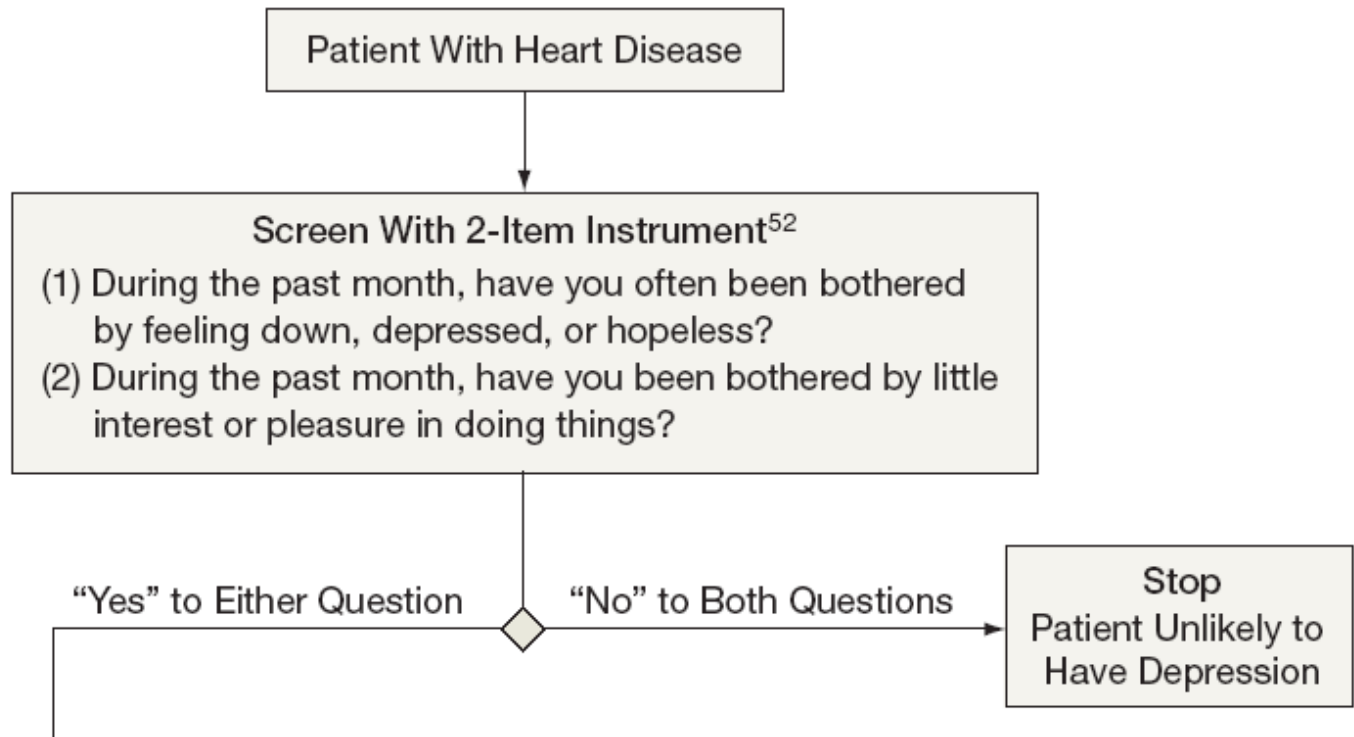 Patient With Heart Disease
Screen With 2-Item Instrument52
(1) During the past month, have you often been bothered
by feeling down, depressed, or hopeless?
(2) During the past month, have you been bothered by little
interest or pleasure in doing things?
“Yes” to Either Question
“No” to Both Questions
Stop
Patient Unlikely to
Have Depression